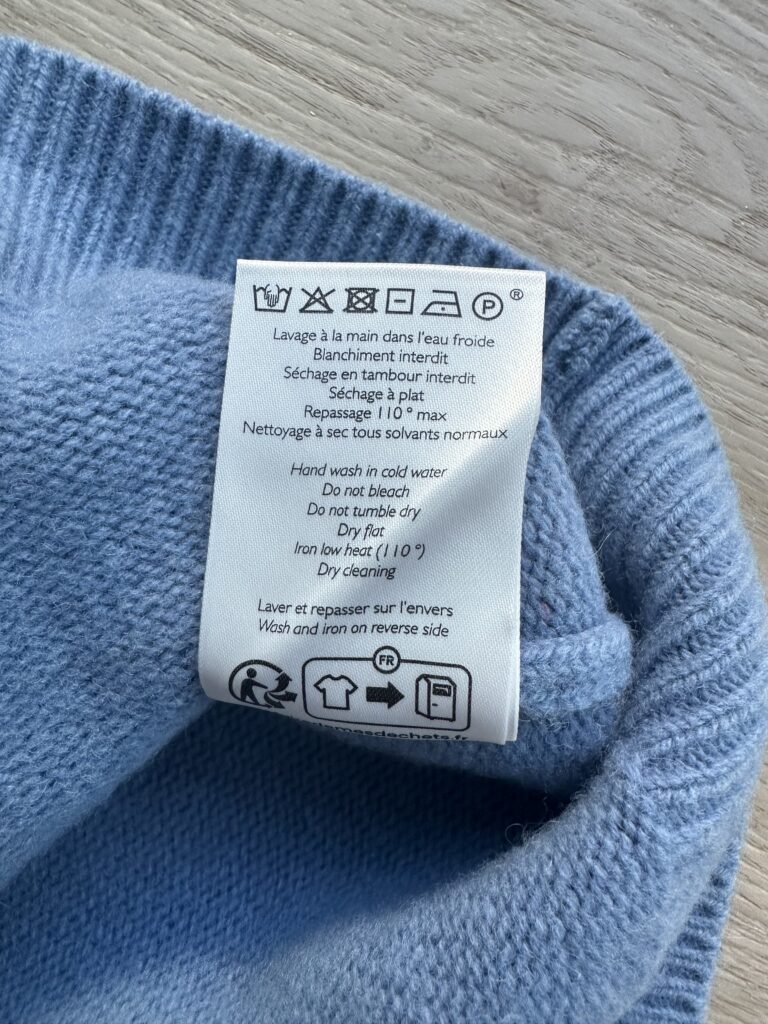 P ®
Lavage à la main dans l'eau froide
Blanchiment interdit
Séchage en tambour interdit
Séchage à plat
Repassage 110° max
Nettoyage à sec tous solvants normaux
Hand wash in cold water
Do not bleach
Do not tumble dry
Dry flat
Iron low heat (110°)
Dry cleaning
Laver et repasser sur l'envers
Wash and iron on reverse side
FR